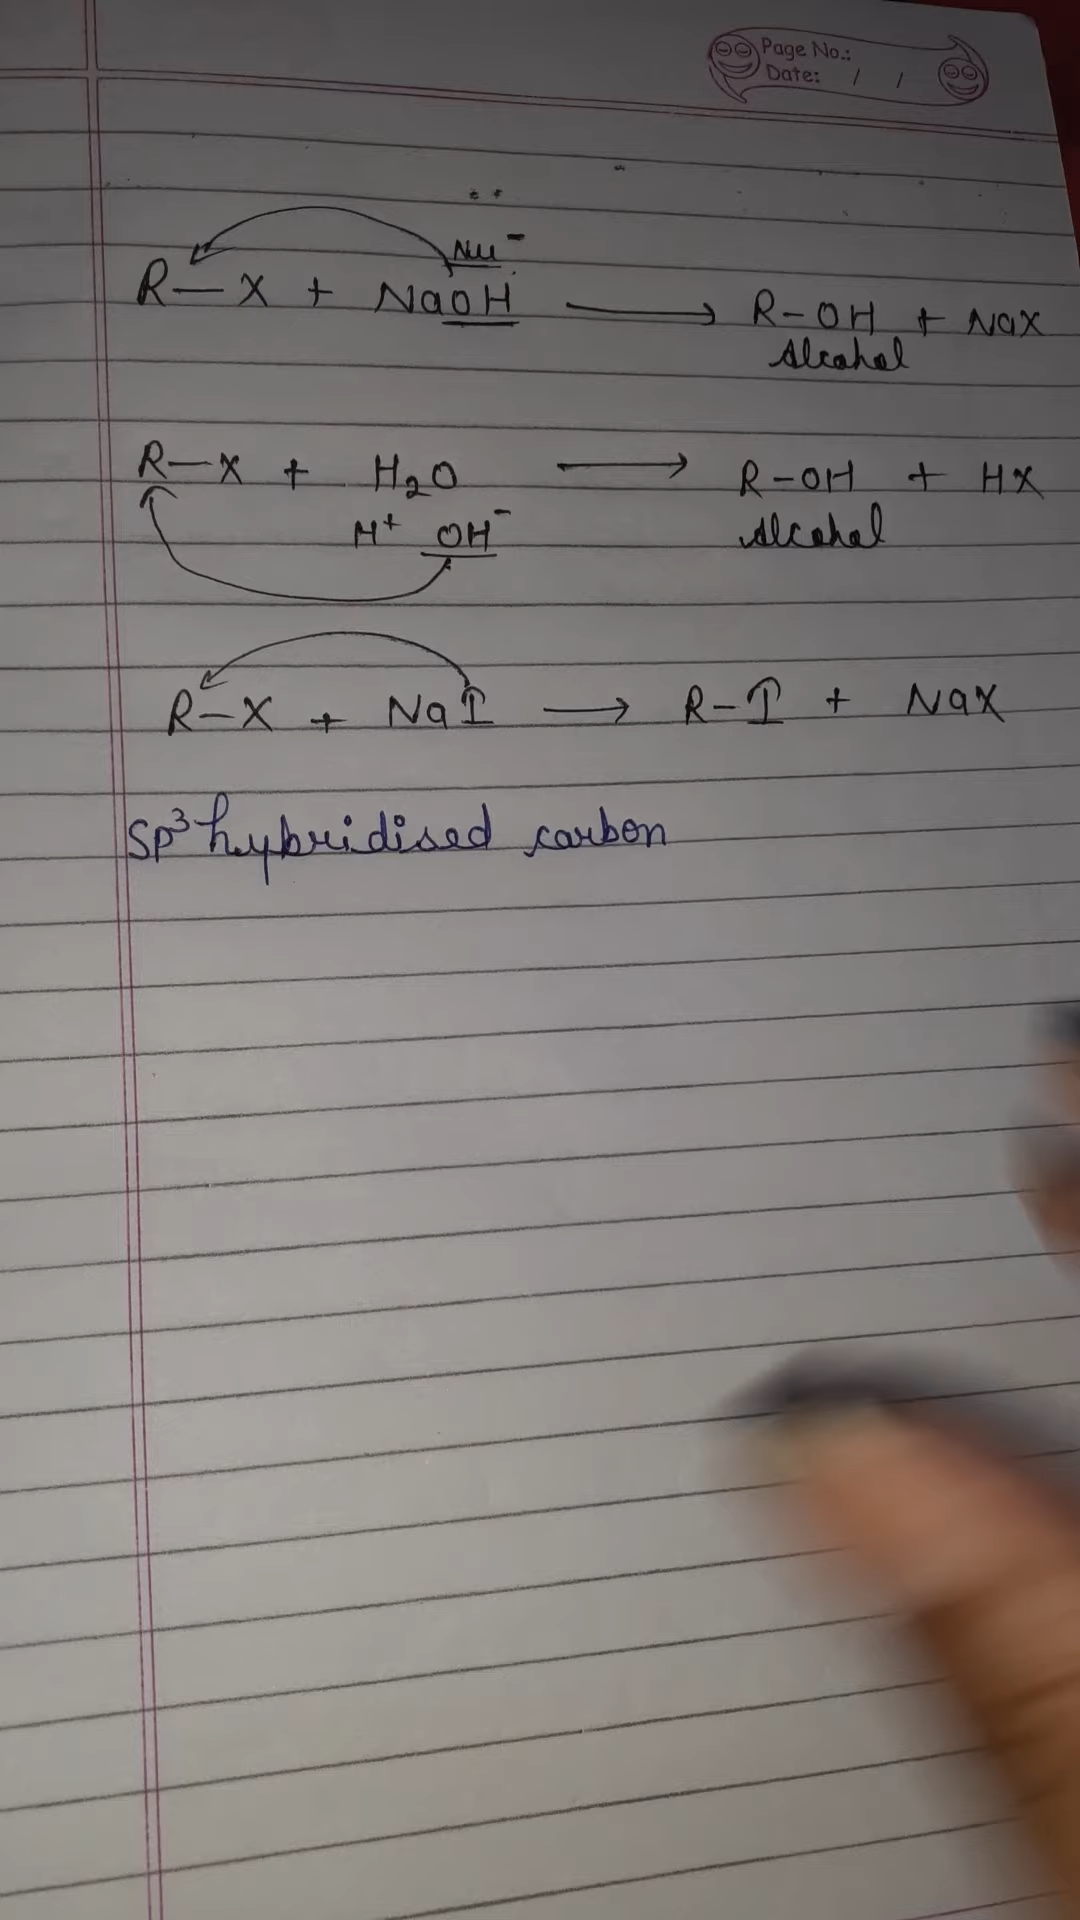 Page No.:
Date: / /
Nu⁻
R—X + NaOH ⟶ R-OH + NaX
Alcohol
R—X + H₂O ⟶ R-OH + HX
H⁺ OH⁻ Alcohol
R-X + NaI ⟶ R-I + NaX
SP³ hybridised carbon